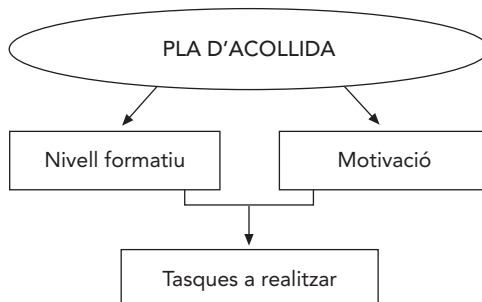 PLA D'ACOLLIDA
Nivell formatiu
Motivació
Tasques a realitzar